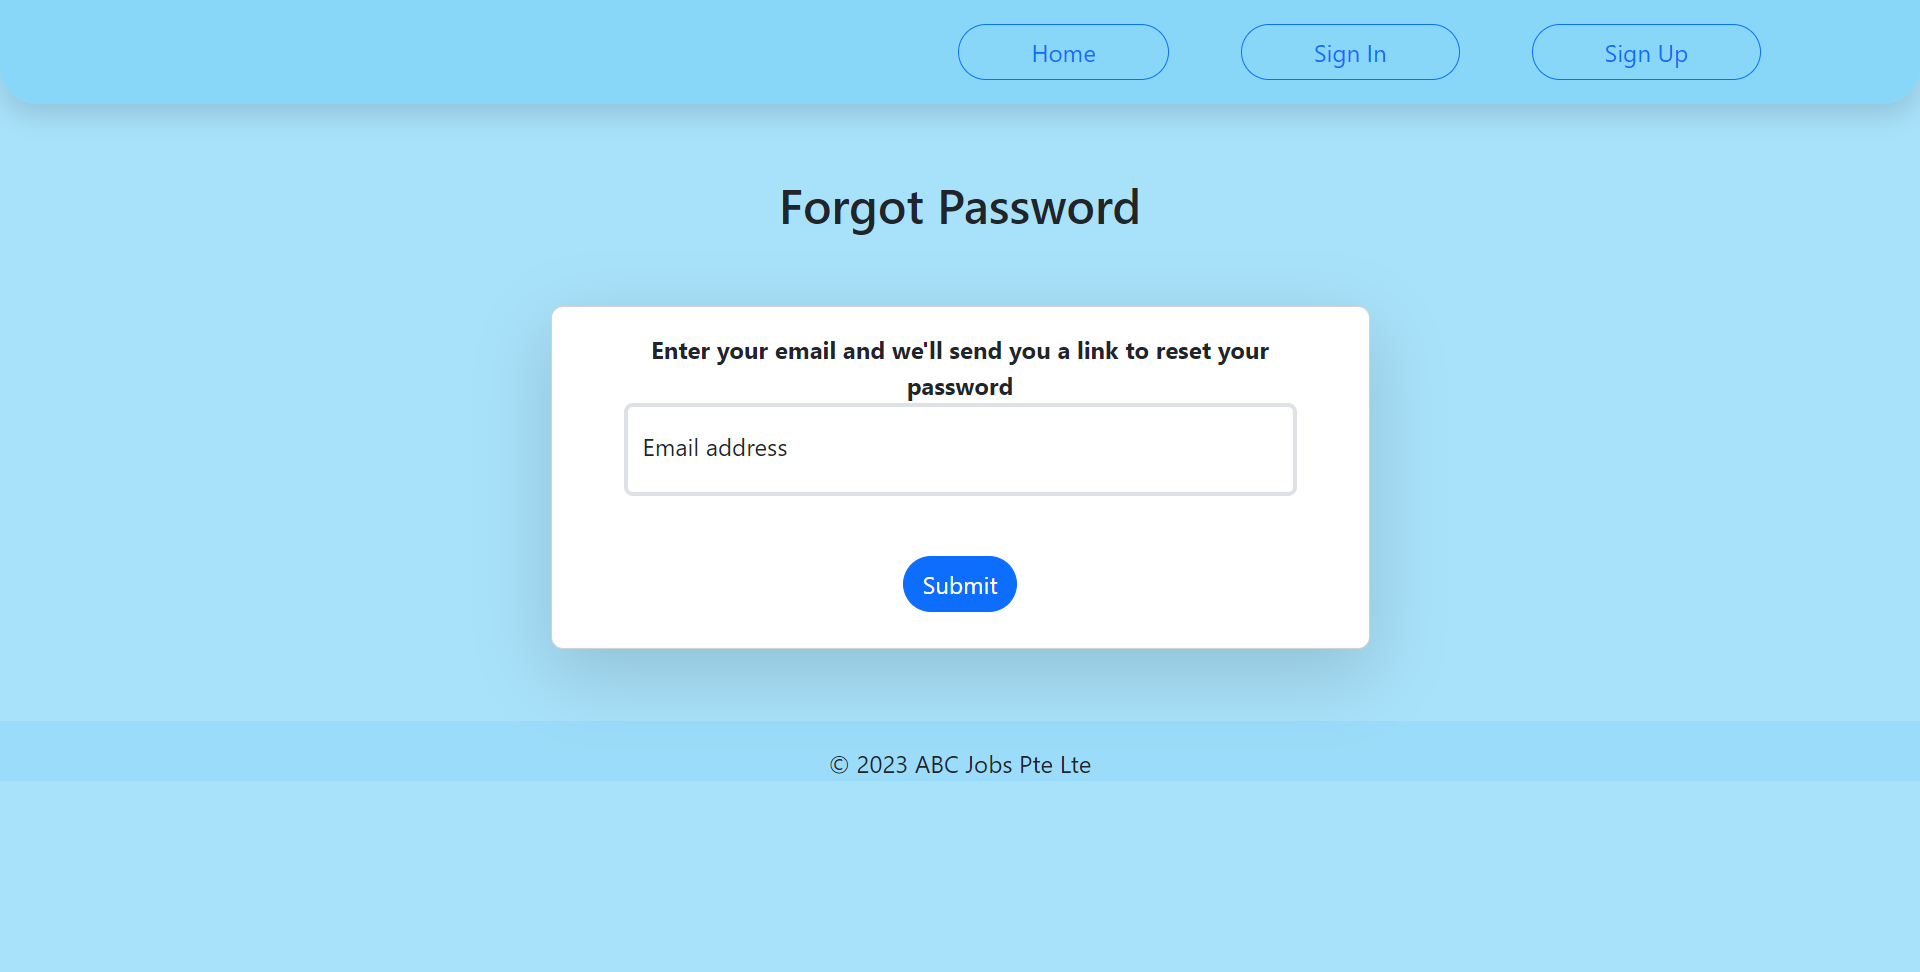 Home
Sign In
Sign Up
Forgot Password
Enter your email and we'll send you a link to reset your
password
Email address
Submit
© 2023 ABC Jobs Pte Lte